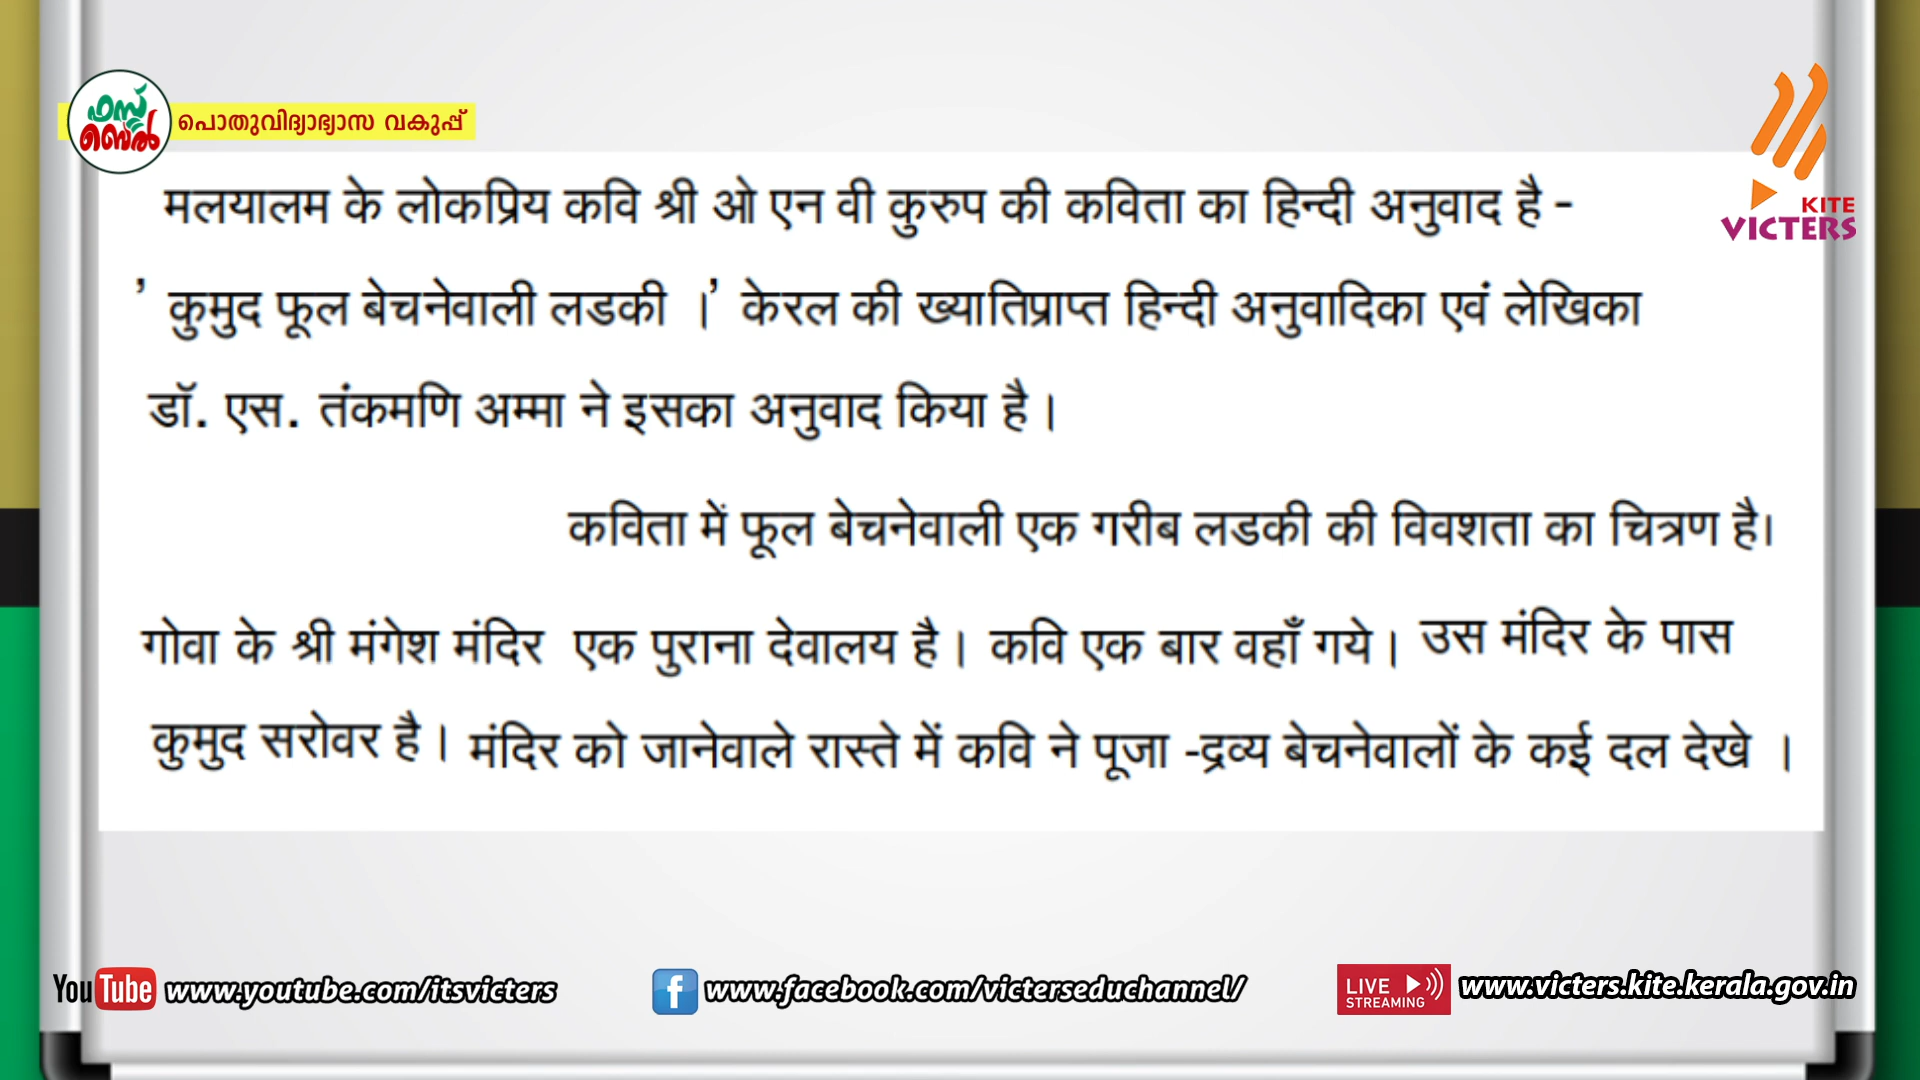 ഫസ്റ്റ് ബെൽ
പൊതുവിദ്യാഭ്യാസ വകുപ്പ്
KITE
VICTERS
मलयालम के लोकप्रिय कवि श्री ओ एन वी कुरुप की कविता का हिन्दी अनुवाद है -
’ कुमुद फूल बेचनेवाली लडकी ।’ केरल की ख्यातिप्राप्त हिन्दी अनुवादिका एवं लेखिका
डॉ. एस. तंकमणि अम्मा ने इसका अनुवाद किया है।
कविता में फूल बेचनेवाली एक गरीब लडकी की विवशता का चित्रण है।
गोवा के श्री मंगेश मंदिर एक पुराना देवालय है। कवि एक बार वहाँ गये। उस मंदिर के पास
कुमुद सरोवर है। मंदिर को जानेवाले रास्ते में कवि ने पूजा -द्रव्य बेचनेवालों के कई दल देखे ।
YouTube www.youtube.com/itsvicters
f www.facebook.com/victerseduchannel/
LIVE STREAMING www.victers.kite.kerala.gov.in